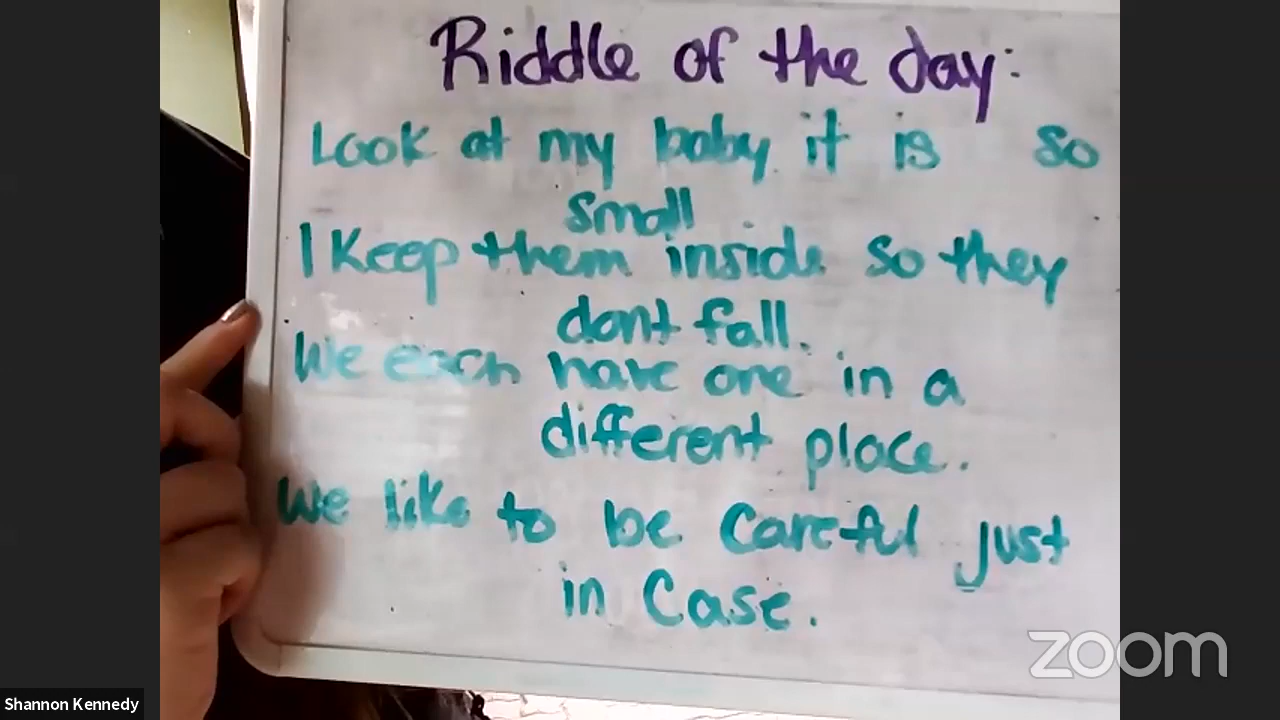 Riddle of the day:
Look at my baby it is so
small
I Keep them inside so they
dont fall.
We each have one in a
different place.
We like to be careful just
in Case.
zoom
Shannon Kennedy